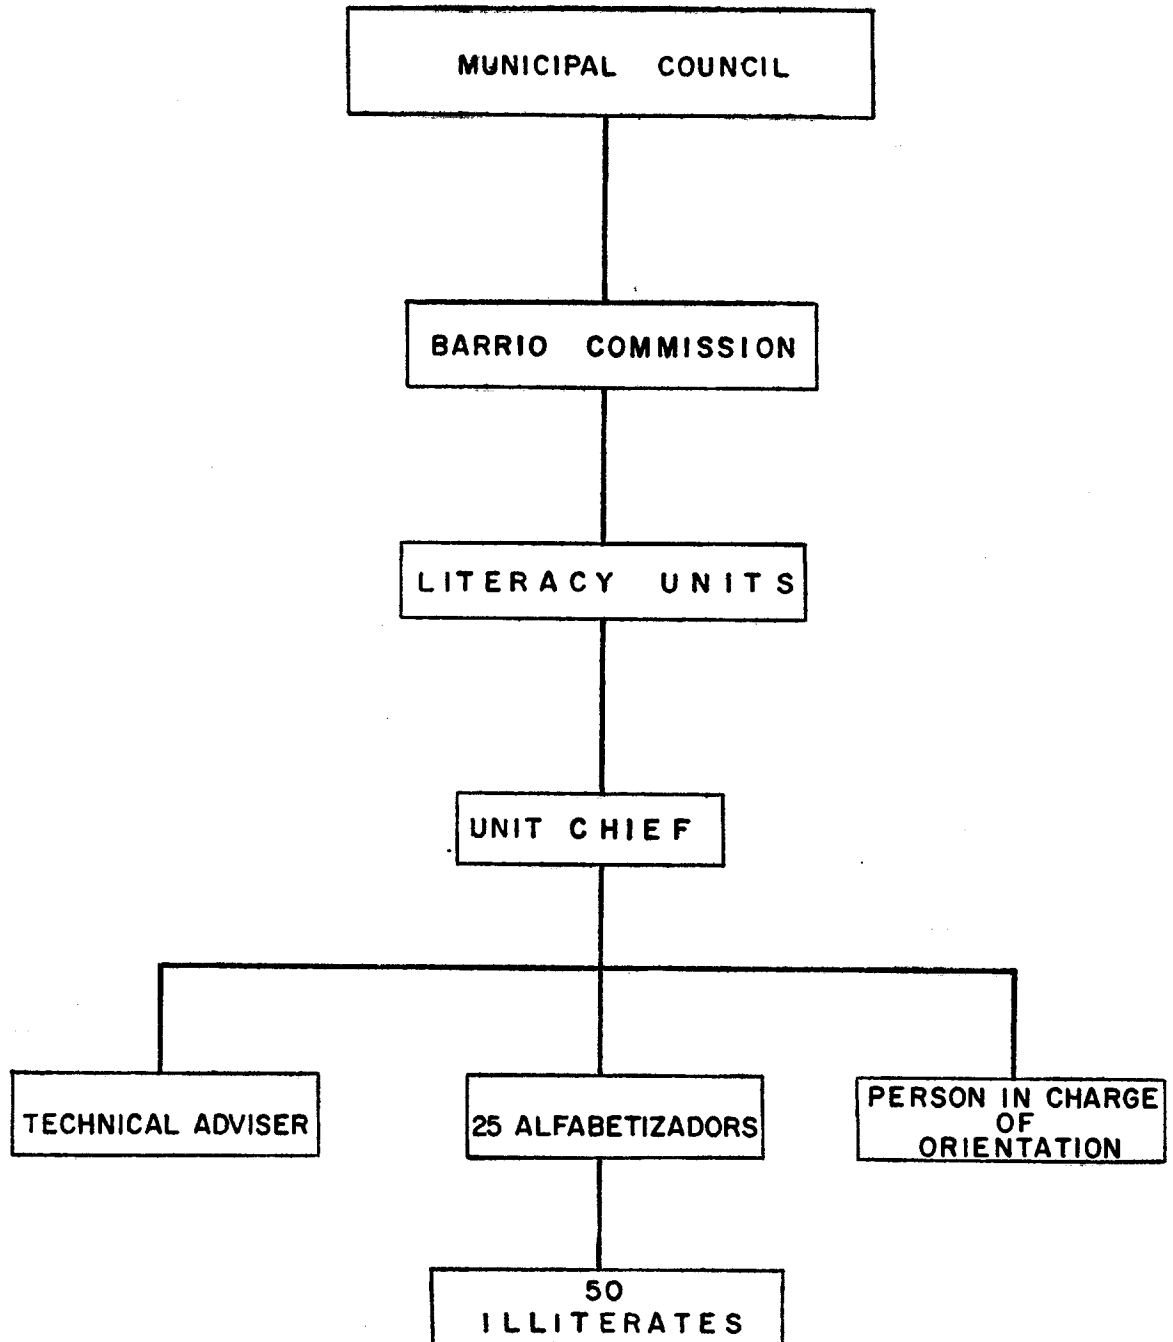 MUNICIPAL COUNCIL
BARRIO COMMISSION
LITERACY UNITS
UNIT CHIEF
TECHNICAL ADVISER
25 ALFABETIZADORS
PERSON IN CHARGE
OF
ORIENTATION
50
ILLITERATES